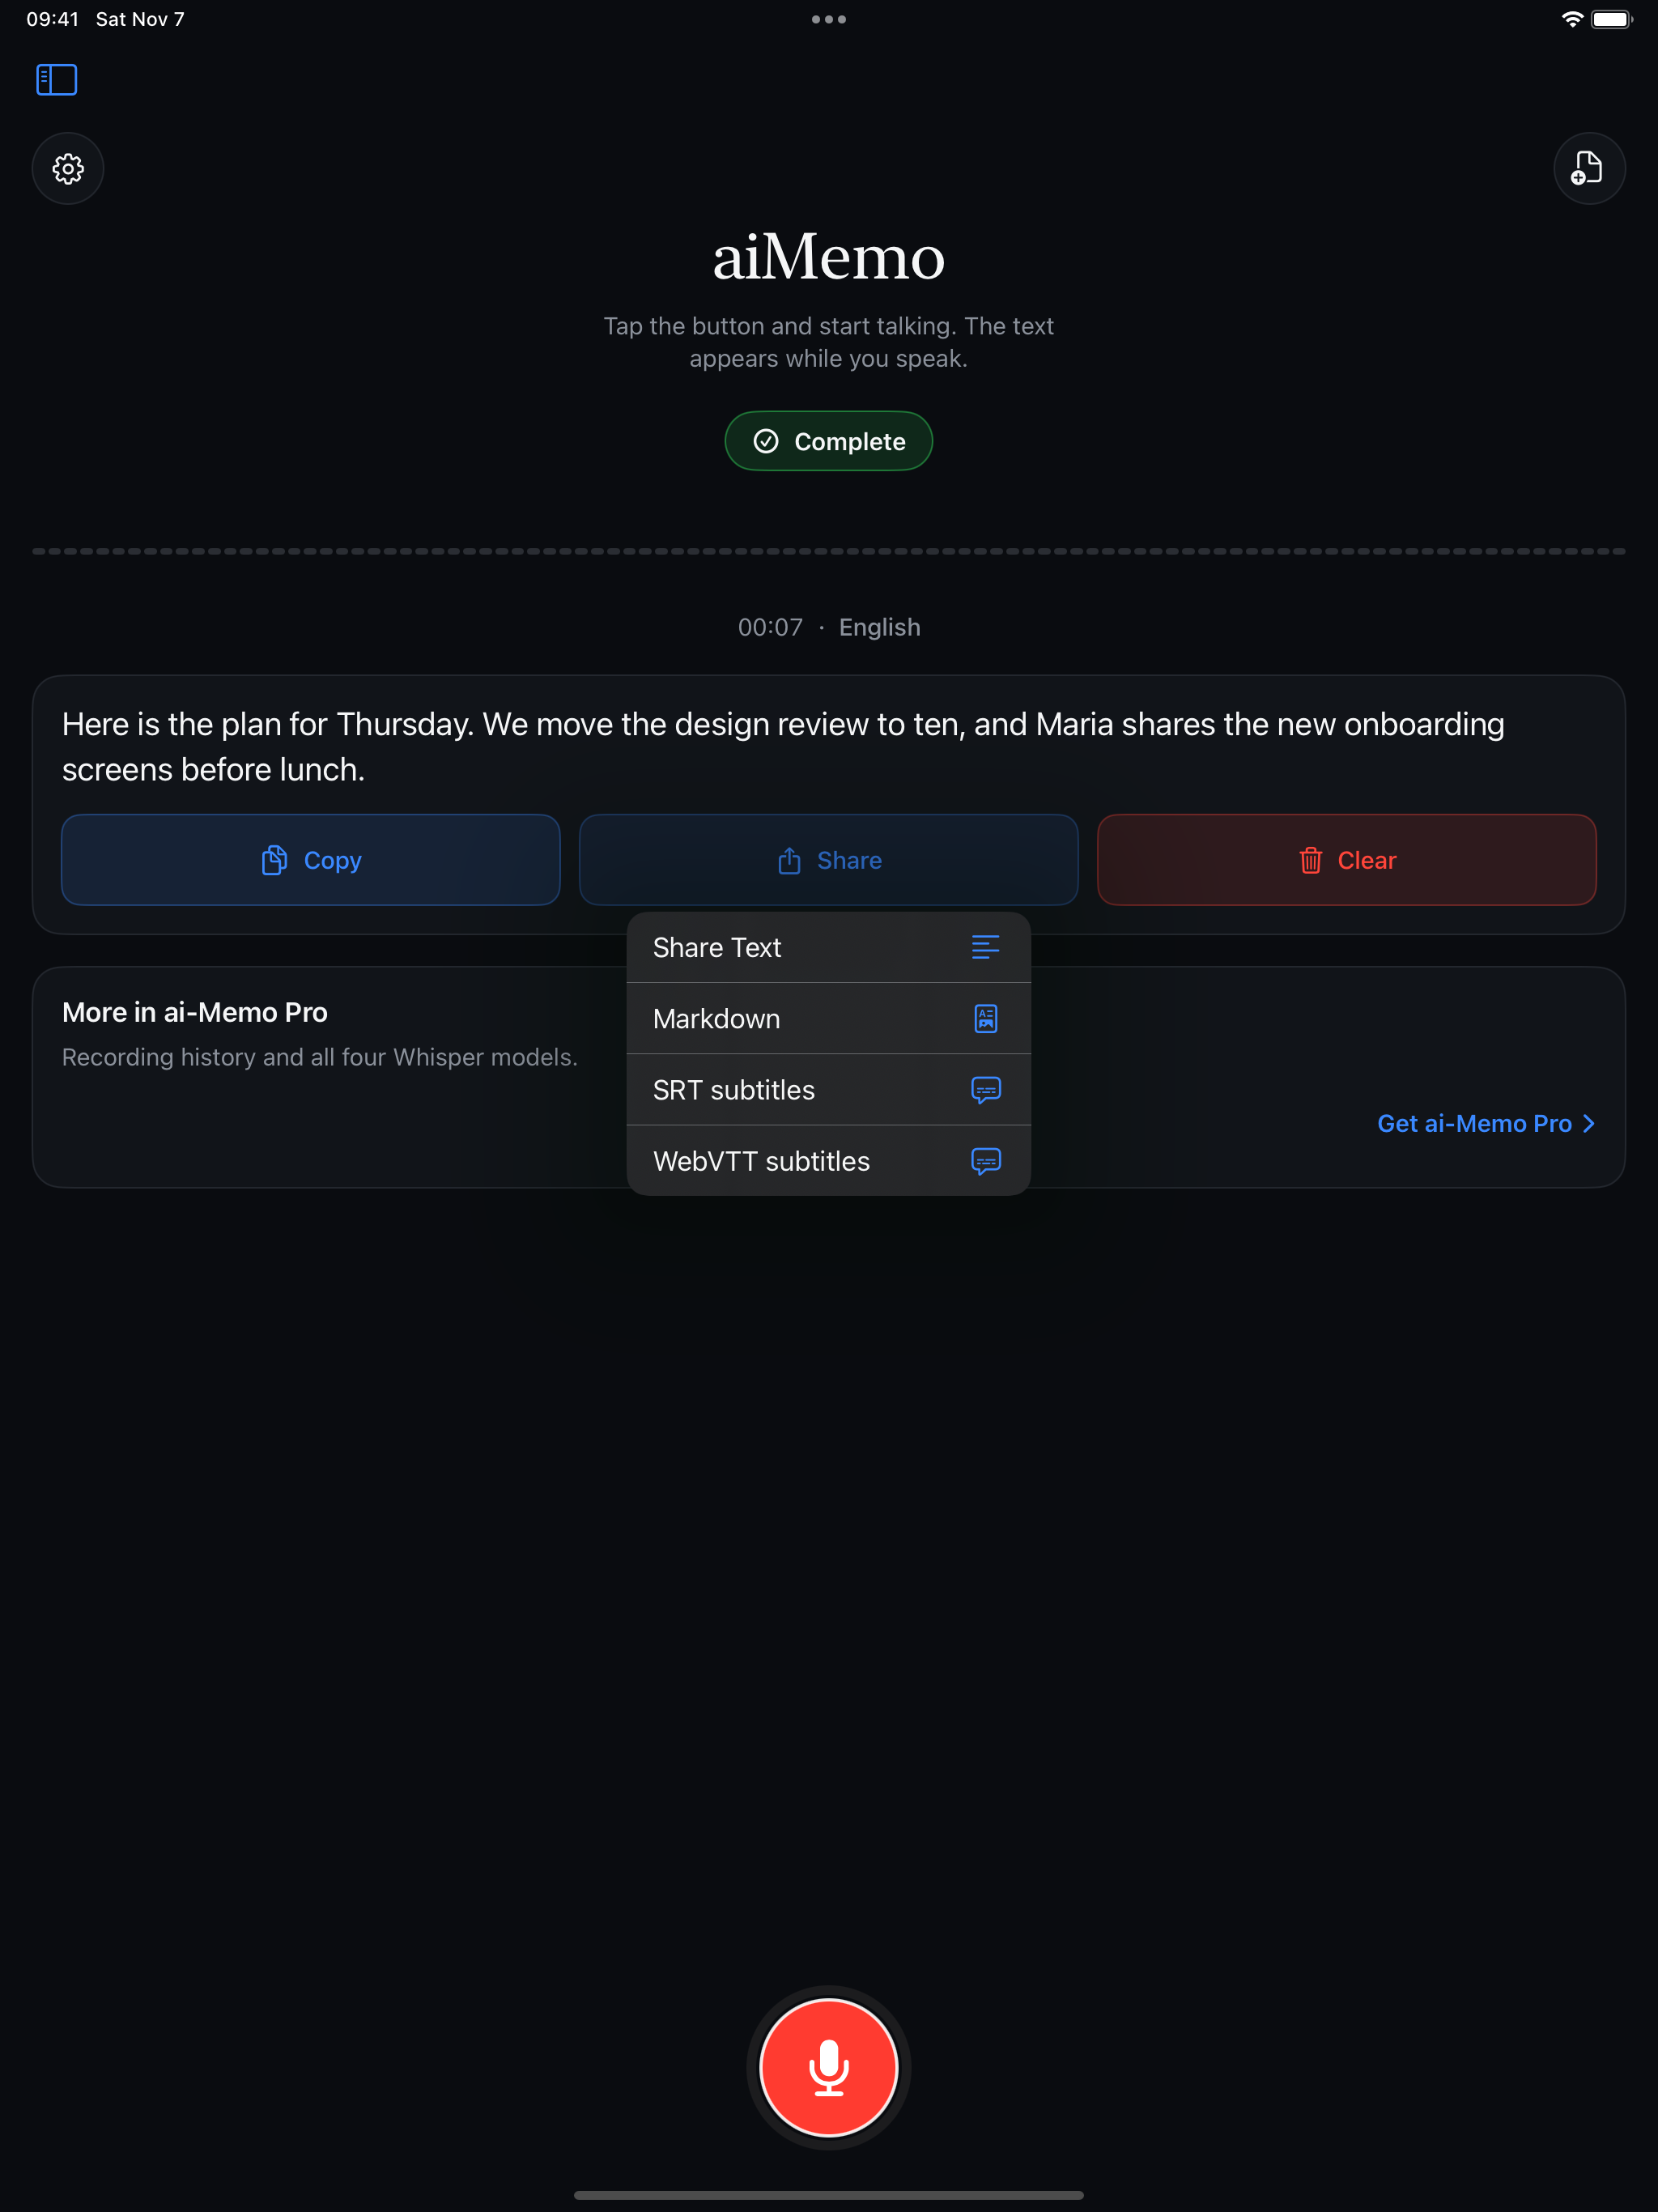 09:41 Sat Nov 7
aiMemo
Tap the button and start talking. The text
appears while you speak.
Complete
00:07 · English
Here is the plan for Thursday. We move the design review to ten, and Maria shares the new onboarding
screens before lunch.
Copy
Share
Clear
Share Text
Markdown
SRT subtitles
WebVTT subtitles
More in ai-Memo Pro
Recording history and all four Whisper models.
Get ai-Memo Pro